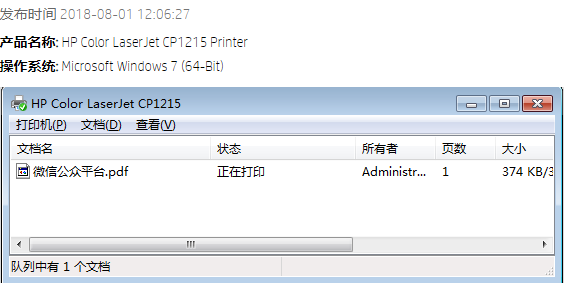 发布时间 2018-08-01 12:06:27
产品名称: HP Color LaserJet CP1215 Printer
操作系统: Microsoft Windows 7 (64-Bit)
HP Color LaserJet CP1215
打印机(P) 文档(D) 查看(V)
文档名 状态 所有者 页数 大小
微信公众平台.pdf 正在打印 Administr... 1 374 KB/3
队列中有 1 个文档